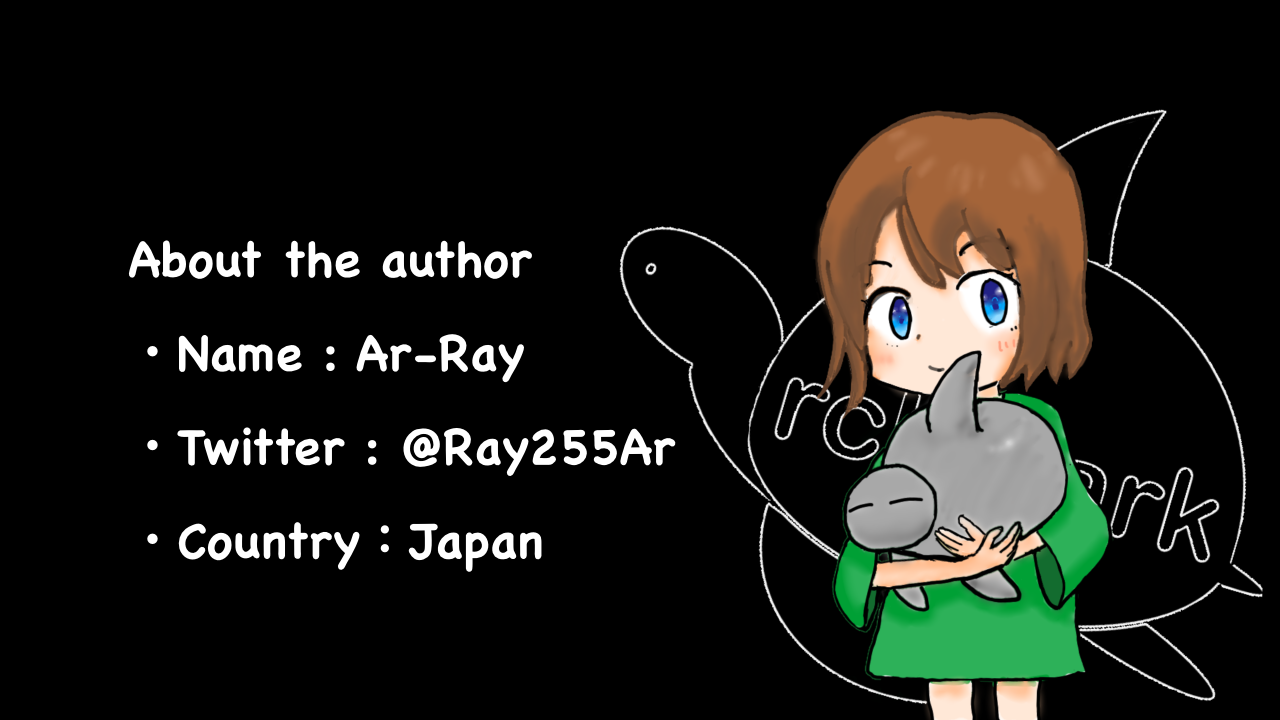 About the author
・Name : Ar-Ray
・Twitter : @Ray255Ar
・Country：Japan